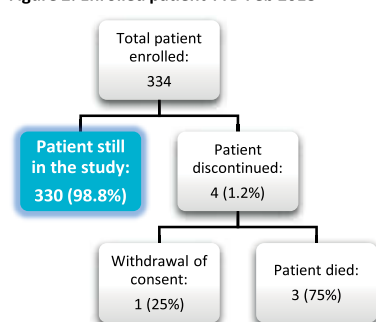 Total patient
enrolled:
334
Patient still
in the study:
330 (98.8%)
Patient
discontinued:
4 (1.2%)
Withdrawal of
consent:
1 (25%)
Patient died:
3 (75%)